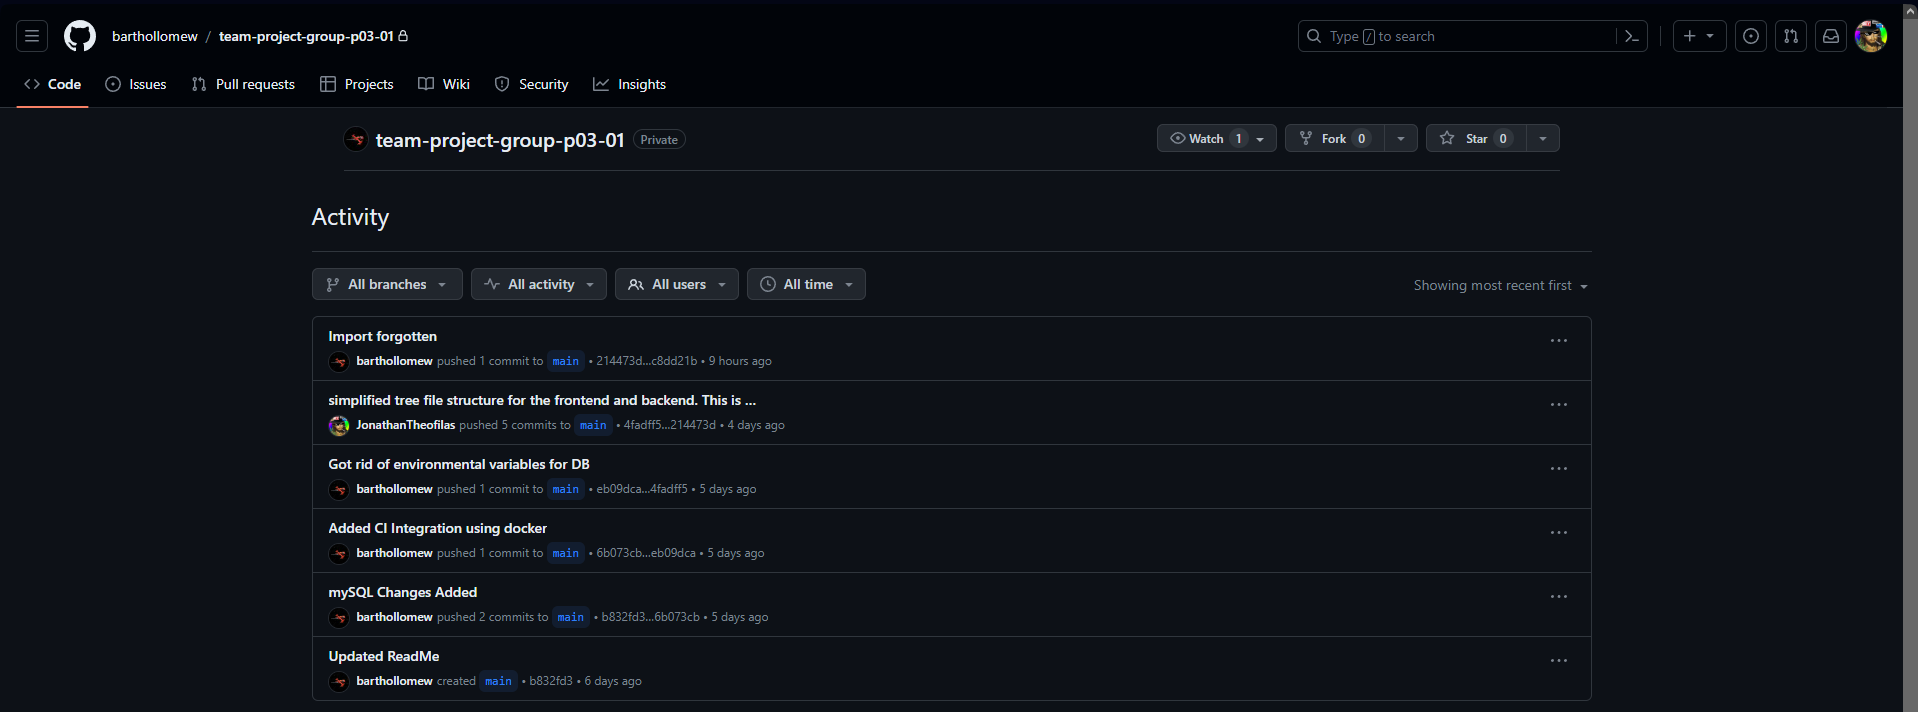 barthollomew / team-project-group-p03-01
Type / to search
Code Issues Pull requests Projects Wiki Security Insights
team-project-group-p03-01 Private
Watch 1 Fork 0 Star 0
Activity
All branches All activity All users All time Showing most recent first
Import forgotten
barthollomew pushed 1 commit to main • 214473d...c8dd21b • 9 hours ago
simplified tree file structure for the frontend and backend. This is ...
JonathanTheofilas pushed 5 commits to main • 4fadff5...214473d • 4 days ago
Got rid of environmental variables for DB
barthollomew pushed 1 commit to main • eb09dca...4fadff5 • 5 days ago
Added CI Integration using docker
barthollomew pushed 1 commit to main • 6b073cb...eb09dca • 5 days ago
mySQL Changes Added
barthollomew pushed 2 commits to main • b832fd3...6b073cb • 5 days ago
Updated ReadMe
barthollomew created main • b832fd3 • 6 days ago